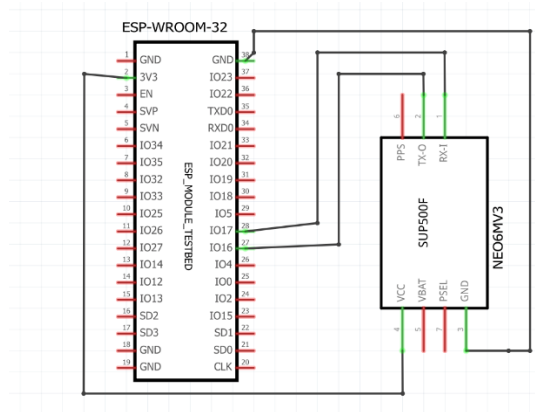 ESP-WROOM-32
1 GND
2 3V3
3 EN
4 SVP
5 SVN
6 IO34
7 IO35
8 IO32
9 IO33
10 IO25
11 IO26
12 IO27
13 IO14
14 IO12
15 IO13
16 SD2
17 SD3
18 GND
19 GND
ESP_MODULE_TESTBED
GND 38
IO23 37
IO22 36
TXD0 35
RXD0 34
IO21 33
IO20 32
IO19 31
IO18 30
IO5 29
IO17 28
IO16 27
IO4 26
IO0 25
IO2 24
IO15 23
SD1 22
SD0 21
CLK 20
6 PPS
2 TX-O
1 RX-I
SUP500F
NEO6MV3
VCC 4
VBAT 5
PSEL 7
GND 3